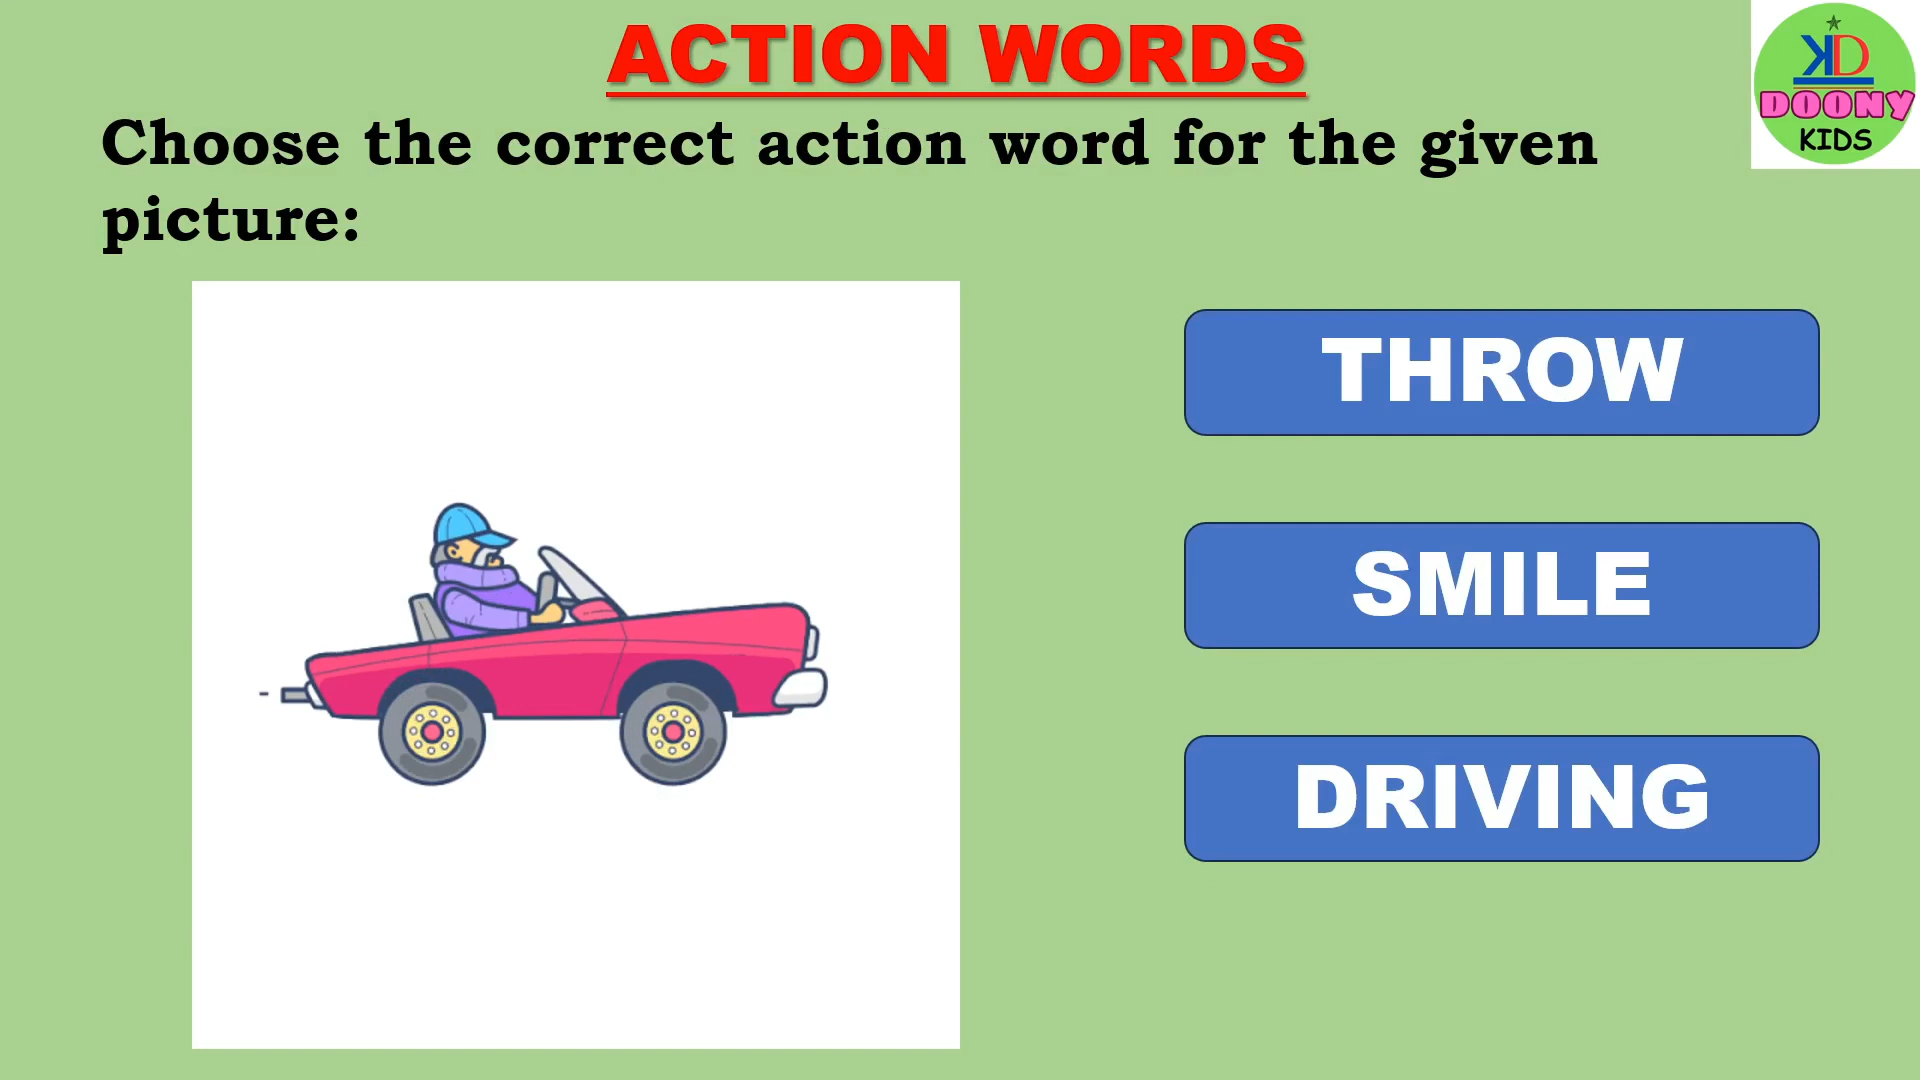 ACTION WORDS
Choose the correct action word for the given
picture:
KD
DOONY
KIDS
THROW
SMILE
DRIVING